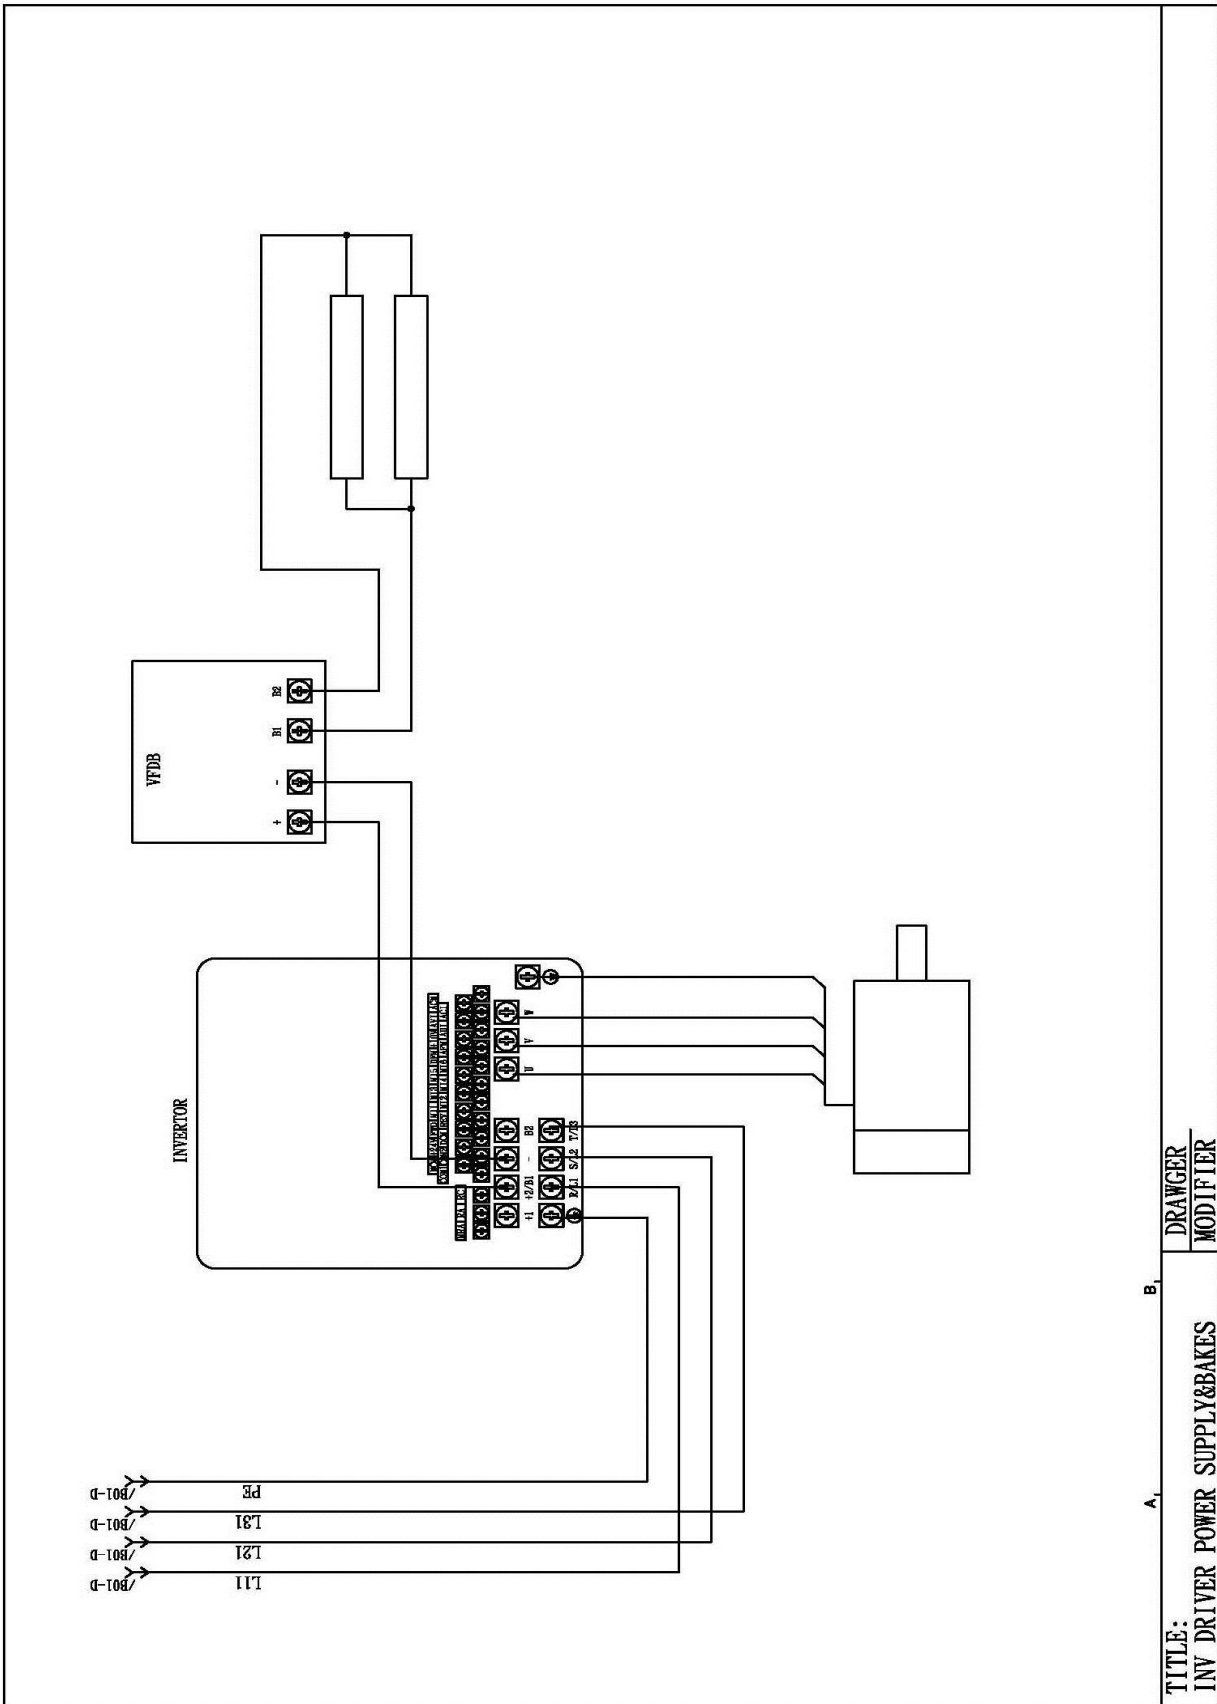 /B01-D
/B01-D
/B01-D
/B01-D
L11
L21
L31
PE
INVERTOR
+1
+2/B1
-
B2
U
V
W
R/L1
S/L2
T/L3
VFDB
+
-
B1
B2
A
B
TITLE:
INV DRIVER POWER SUPPLY&BAKES
DRAWGER
MODIFIER